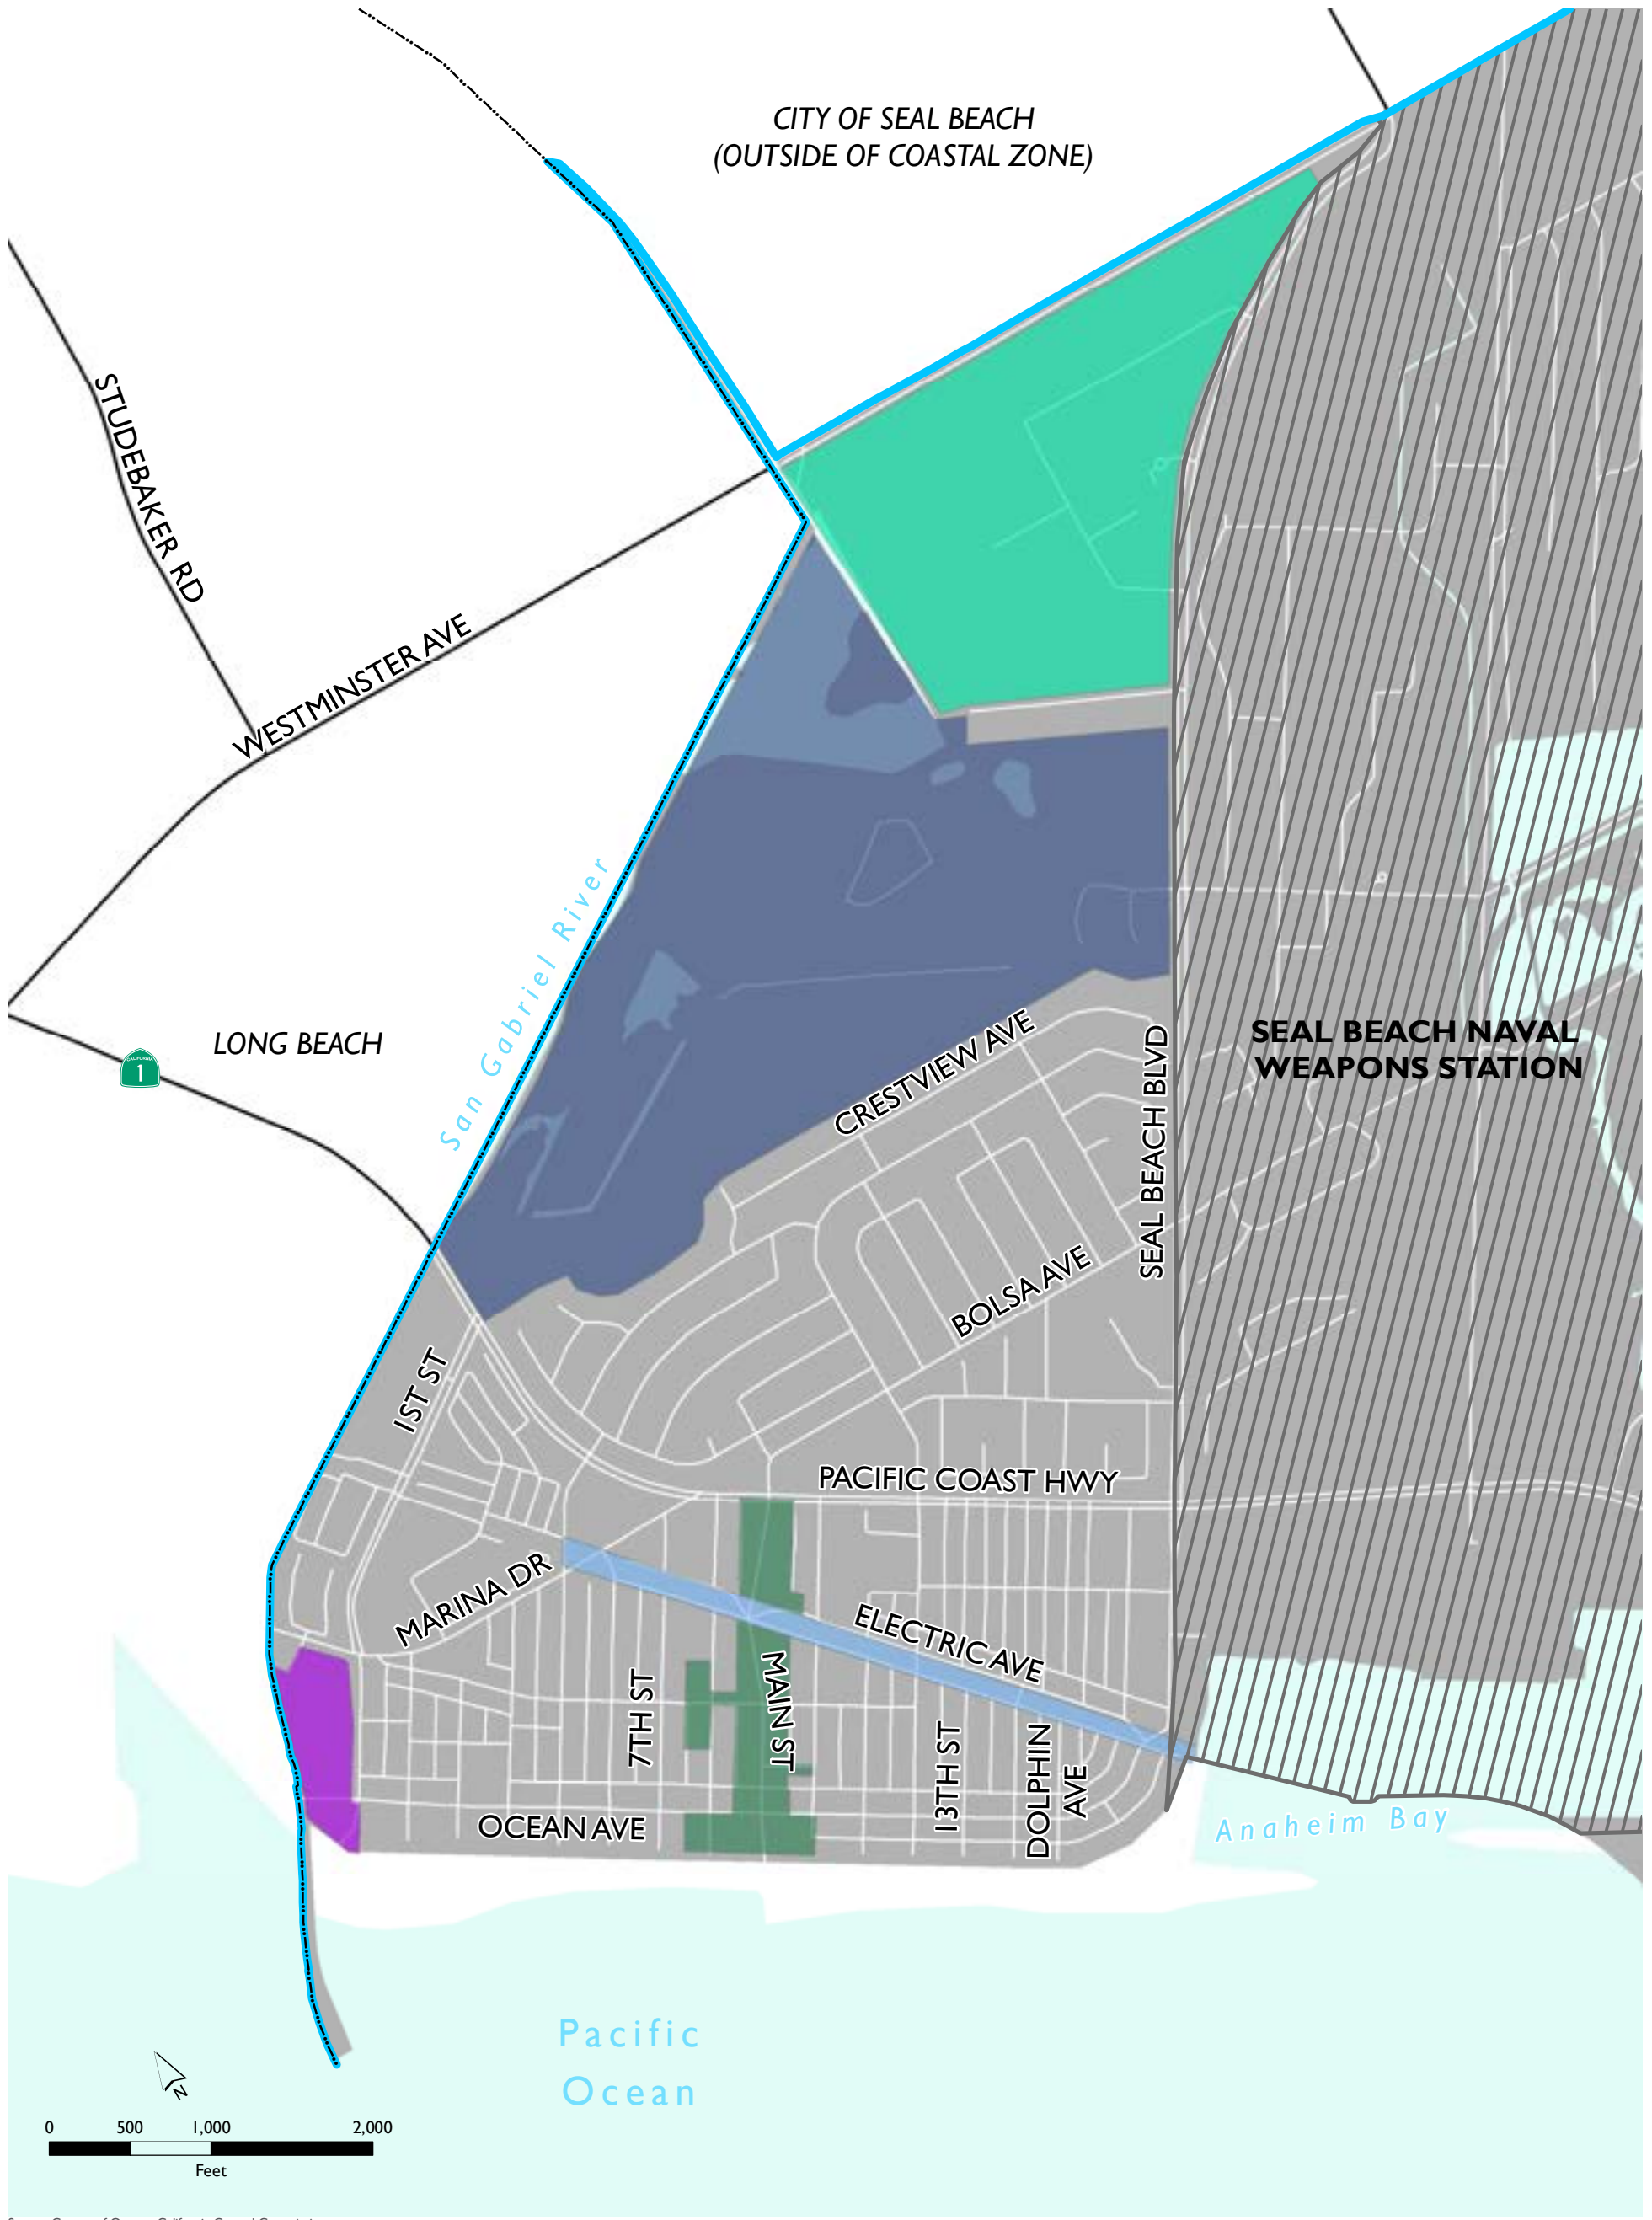 CITY OF SEAL BEACH
(OUTSIDE OF COASTAL ZONE)
STUDEBAKER RD
WESTMINSTER AVE
San Gabriel River
LONG BEACH
CALIFORNIA
1
CRESTVIEW AVE
SEAL BEACH BLVD
SEAL BEACH NAVAL
WEAPONS STATION
BOLSA AVE
1ST ST
PACIFIC COAST HWY
MARINA DR
ELECTRIC AVE
7TH ST
MAIN ST
13TH ST
DOLPHIN
AVE
OCEAN AVE
Anaheim Bay
Pacific
Ocean
N
0 500 1,000 2,000
Feet